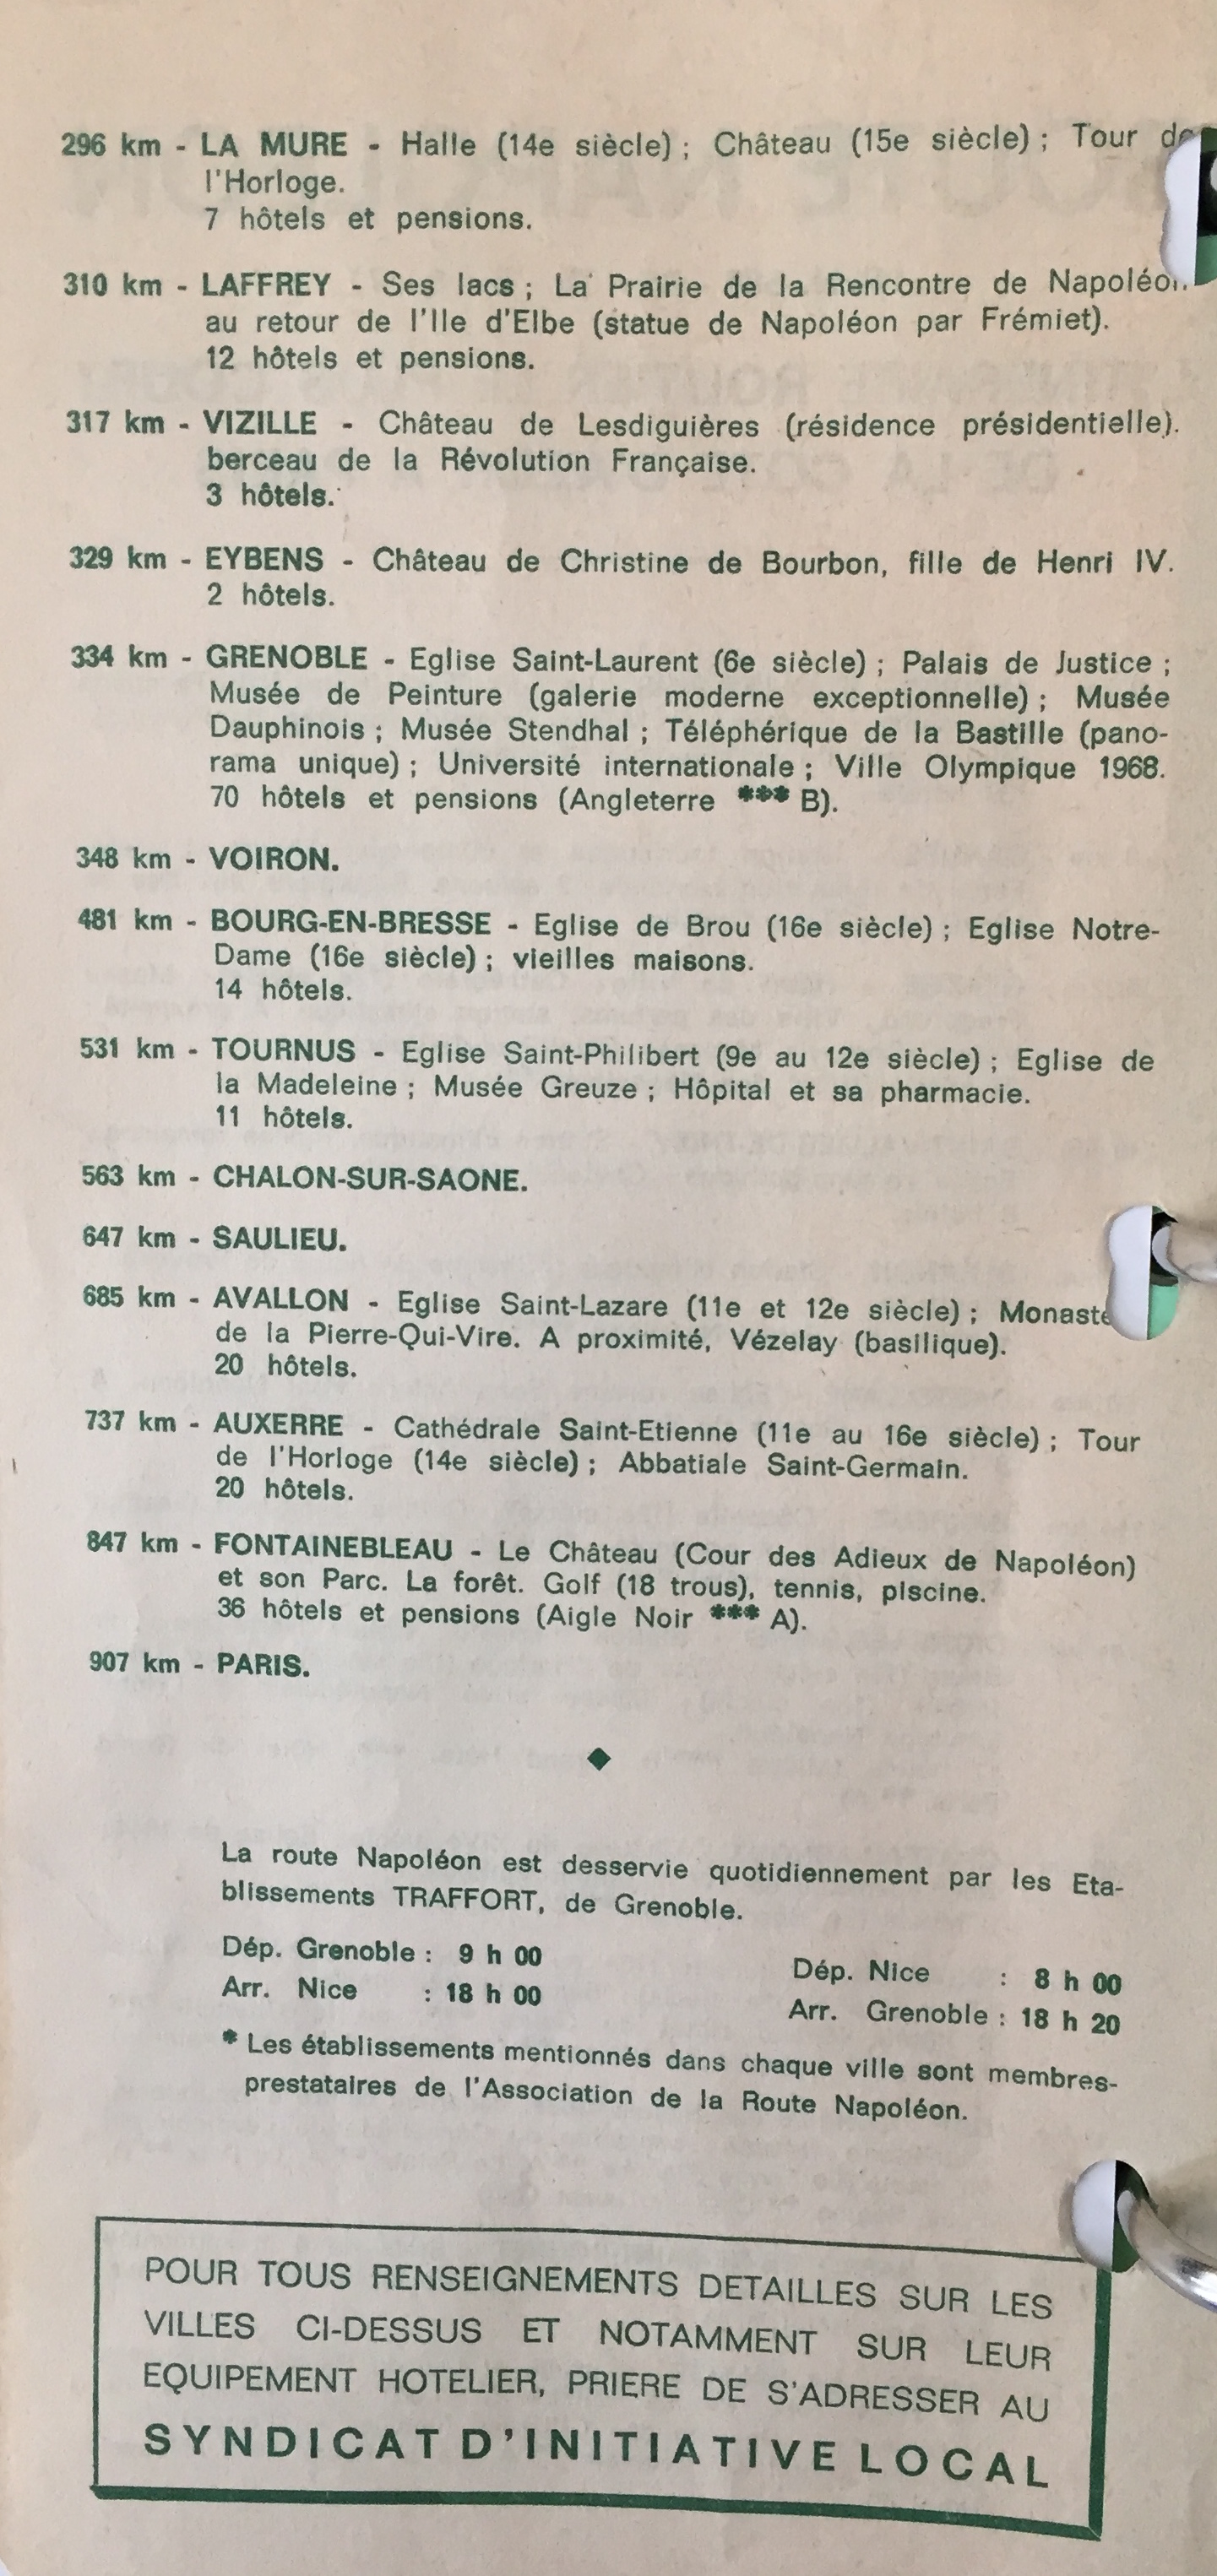 296 km - LA MURE - Halle (14e siècle) ; Château (15e siècle) ; Tour de
l'Horloge.
7 hôtels et pensions.
310 km - LAFFREY - Ses lacs ; La Prairie de la Rencontre de Napoléon
au retour de l'Ile d'Elbe (statue de Napoléon par Frémiet).
12 hôtels et pensions.
317 km - VIZILLE - Château de Lesdiguières (résidence présidentielle).
berceau de la Révolution Française.
3 hôtels.
329 km - EYBENS - Château de Christine de Bourbon, fille de Henri IV.
2 hôtels.
334 km - GRENOBLE - Eglise Saint-Laurent (6e siècle) ; Palais de Justice ;
Musée de Peinture (galerie moderne exceptionnelle) ; Musée
Dauphinois ; Musée Stendhal ; Téléphérique de la Bastille (pano-
rama unique) ; Université internationale ; Ville Olympique 1968.
70 hôtels et pensions (Angleterre *** B).
348 km - VOIRON.
481 km - BOURG-EN-BRESSE - Eglise de Brou (16e siècle) ; Eglise Notre-
Dame (16e siècle) ; vieilles maisons.
14 hôtels.
531 km - TOURNUS - Eglise Saint-Philibert (9e au 12e siècle) ; Eglise de
la Madeleine ; Musée Greuze ; Hôpital et sa pharmacie.
11 hôtels.
563 km - CHALON-SUR-SAONE.
647 km - SAULIEU.
685 km - AVALLON - Eglise Saint-Lazare (11e et 12e siècle) ; Monastè
de la Pierre-Qui-Vire. A proximité, Vézelay (basilique).
20 hôtels.
737 km - AUXERRE - Cathédrale Saint-Etienne (11e au 16e siècle) ; Tour
de l'Horloge (14e siècle) ; Abbatiale Saint-Germain.
20 hôtels.
847 km - FONTAINEBLEAU - Le Château (Cour des Adieux de Napoléon)
et son Parc. La forêt. Golf (18 trous), tennis, piscine.
36 hôtels et pensions (Aigle Noir *** A).
907 km - PARIS.
La route Napoléon est desservie quotidiennement par les Eta-
blissements TRAFFORT, de Grenoble.
Dép. Grenoble : 9 h 00
Arr. Nice : 18 h 00
Dép. Nice : 8 h 00
Arr. Grenoble : 18 h 20
* Les établissements mentionnés dans chaque ville sont membres-
prestataires de l'Association de la Route Napoléon.
POUR TOUS RENSEIGNEMENTS DETAILLES SUR LES
VILLES CI-DESSUS ET NOTAMMENT SUR LEUR
EQUIPEMENT HOTELIER, PRIERE DE S'ADRESSER AU
SYNDICAT D'INITIATIVE LOCAL